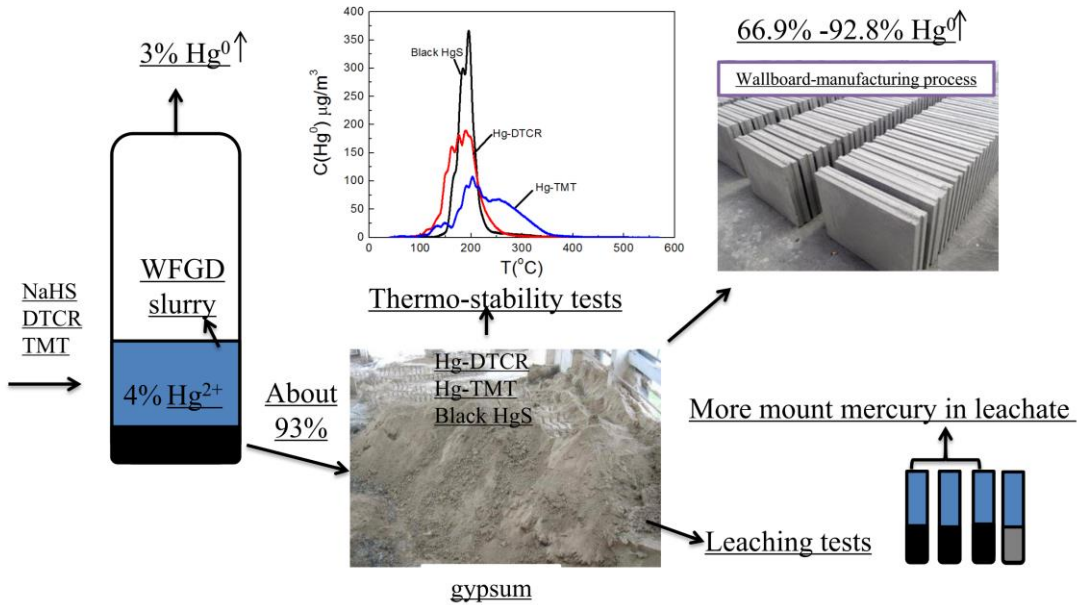 3% Hg⁰
NaHS
DTCR
TMT
WFGD
slurry
4% Hg²⁺
About
93%
400
350
300
250
200
150
100
50
0
C(Hg⁰) μg/m³
Black HgS
Hg-DTCR
Hg-TMT
0 100 200 300 400 500 600
T(°C)
Thermo-stability tests
Hg-DTCR
Hg-TMT
Black HgS
gypsum
66.9% -92.8% Hg⁰
Wallboard-manufacturing process
More mount mercury in leachate
Leaching tests